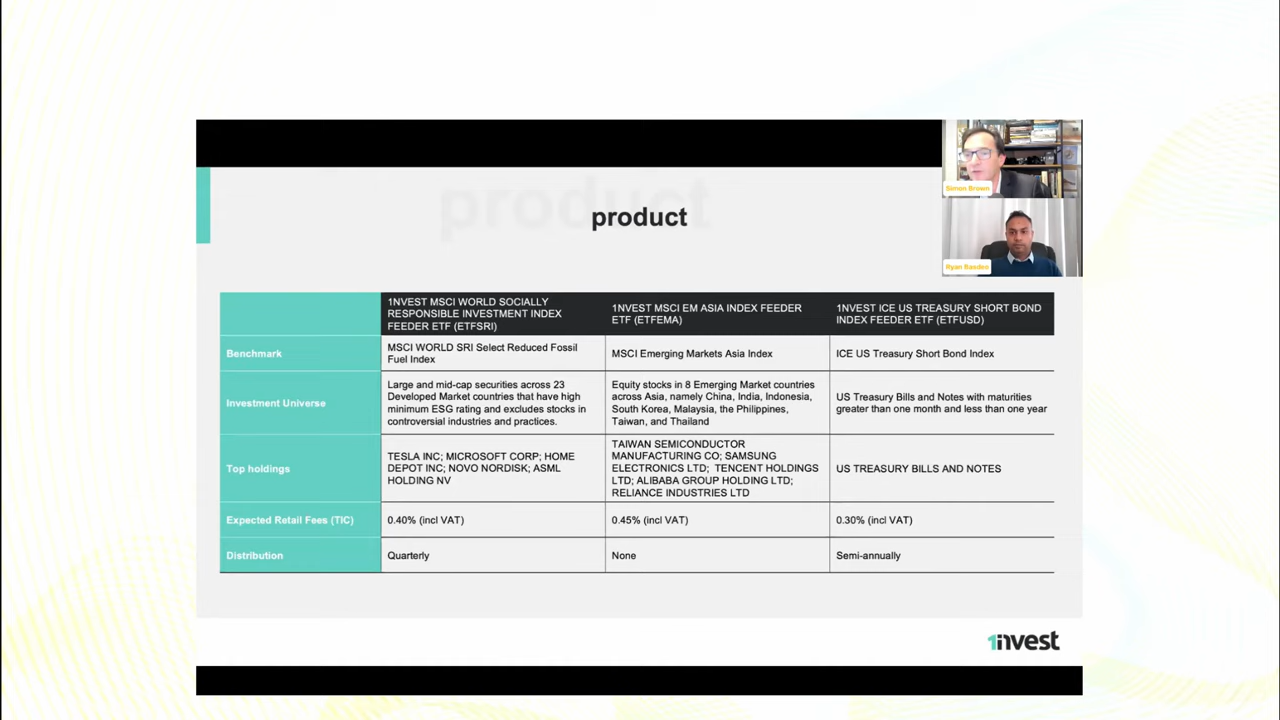 product
product
Simon Brown
Ryan Basdeo
1NVEST MSCI WORLD SOCIALLY
RESPONSIBLE INVESTMENT INDEX
FEEDER ETF (ETFSRI)
1NVEST MSCI EM ASIA INDEX FEEDER
ETF (ETFEMA)
1NVEST ICE US TREASURY SHORT BOND
INDEX FEEDER ETF (ETFUSD)
Benchmark
MSCI WORLD SRI Select Reduced Fossil
Fuel Index
MSCI Emerging Markets Asia Index
ICE US Treasury Short Bond Index
Investment Universe
Large and mid-cap securities across 23
Developed Market countries that have high
minimum ESG rating and excludes stocks in
controversial industries and practices.
Equity stocks in 8 Emerging Market countries
across Asia, namely China, India, Indonesia,
South Korea, Malaysia, the Philippines,
Taiwan, and Thailand
US Treasury Bills and Notes with maturities
greater than one month and less than one year
Top holdings
TESLA INC; MICROSOFT CORP; HOME
DEPOT INC; NOVO NORDISK; ASML
HOLDING NV
TAIWAN SEMICONDUCTOR
MANUFACTURING CO; SAMSUNG
ELECTRONICS LTD; TENCENT HOLDINGS
LTD; ALIBABA GROUP HOLDING LTD;
RELIANCE INDUSTRIES LTD
US TREASURY BILLS AND NOTES
Expected Retail Fees (TIC)
0.40% (incl VAT)
0.45% (incl VAT)
0.30% (incl VAT)
Distribution
Quarterly
None
Semi-annually
1nvest